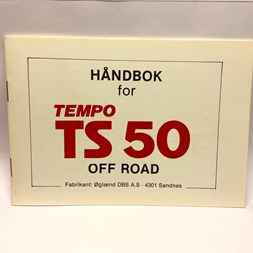 HÅNDBOK
for
TEMPO
TS 50
OFF ROAD
Fabrikant: Øglænd DBS A.S - 4301 Sandnes